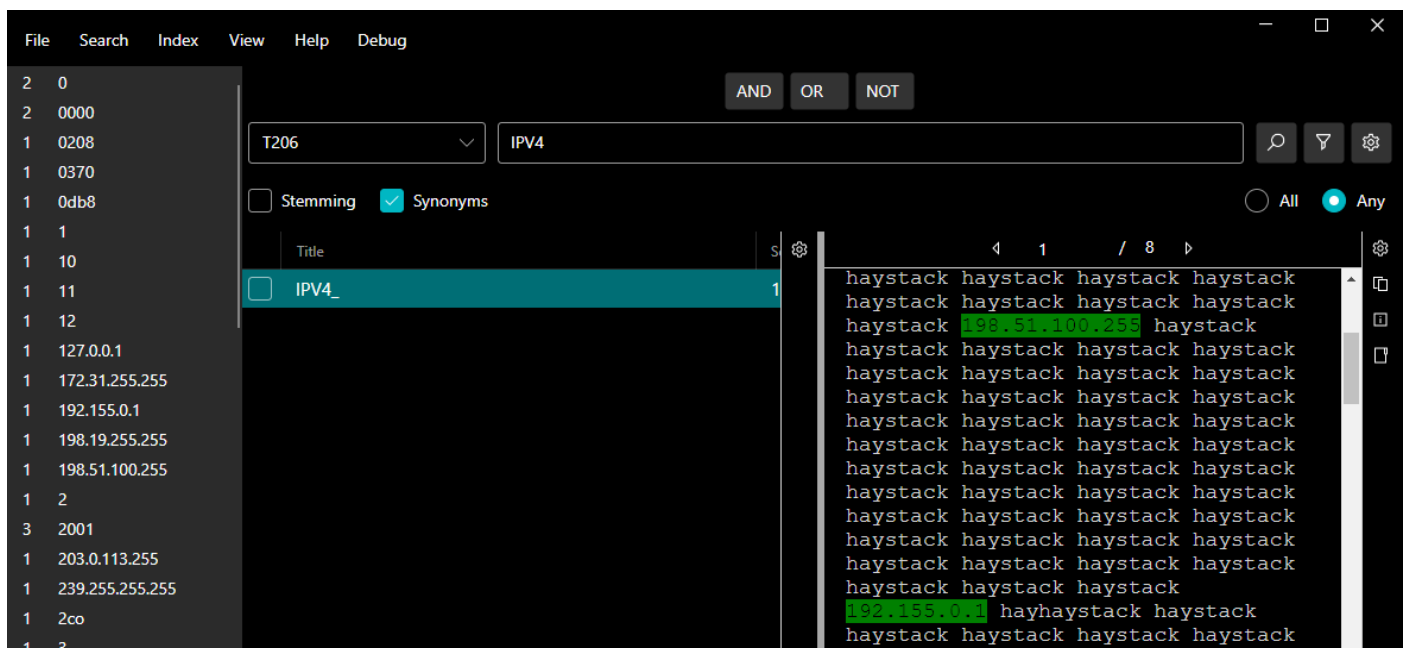 File Search Index View Help Debug
2 0
2 0000
1 0208
1 0370
1 0db8
1 1
1 10
1 11
1 12
1 127.0.0.1
1 172.31.255.255
1 192.155.0.1
1 198.19.255.255
1 198.51.100.255
1 2
3 2001
1 203.0.113.255
1 239.255.255.255
1 2co
AND OR NOT
T206 IPV4
Stemming Synonyms All Any
Title
IPV4_ 1
1 / 8
haystack haystack haystack haystack
haystack haystack haystack haystack
haystack 198.51.100.255 haystack
haystack haystack haystack haystack
haystack haystack haystack haystack
haystack haystack haystack haystack
haystack haystack haystack haystack
haystack haystack haystack haystack
haystack haystack haystack haystack
haystack haystack haystack haystack
haystack haystack haystack haystack
haystack haystack haystack haystack
haystack haystack haystack haystack
haystack haystack haystack
192.155.0.1 hayhaystack haystack
haystack haystack haystack haystack